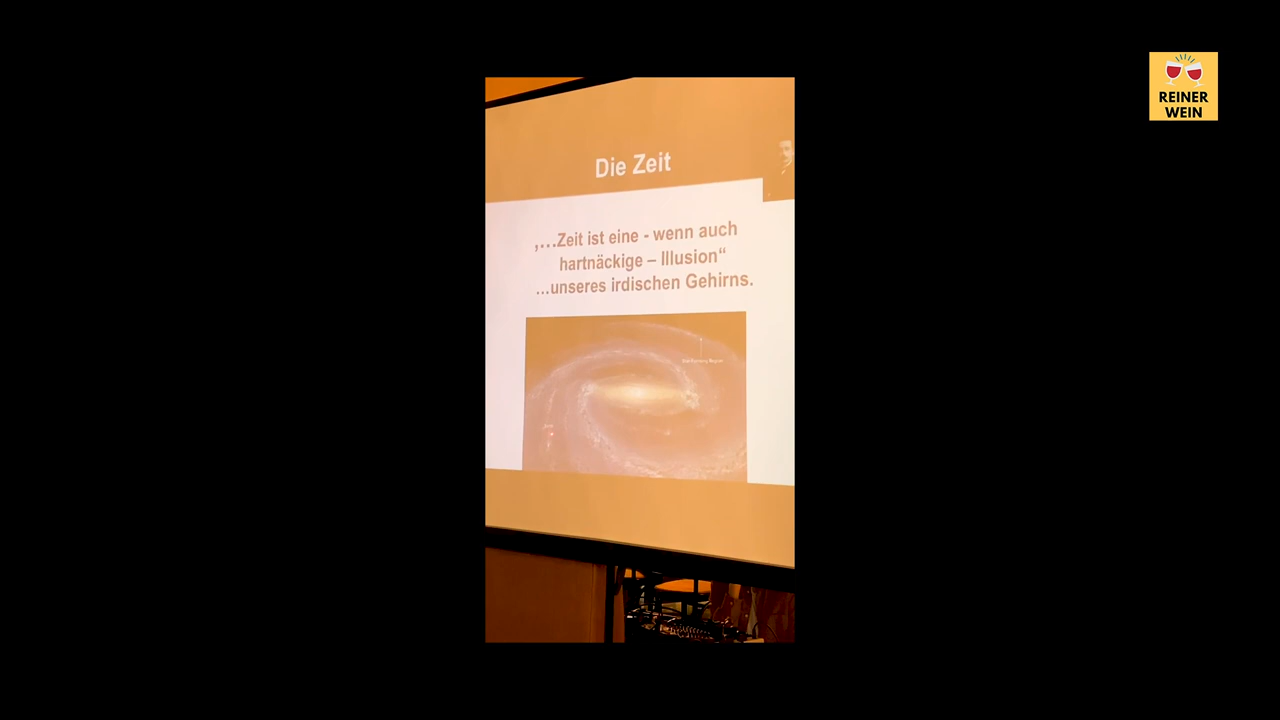 REINER
WEIN
Die Zeit
‚…Zeit ist eine - wenn auch
hartnäckige – Illusion“
…unseres irdischen Gehirns.